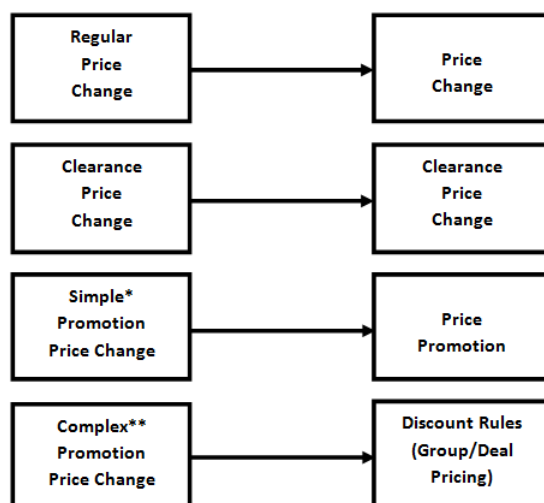 Regular
Price
Change
Price
Change
Clearance
Price
Change
Clearance
Price
Change
Simple*
Promotion
Price Change
Price
Promotion
Complex**
Promotion
Price Change
Discount Rules
(Group/Deal
Pricing)